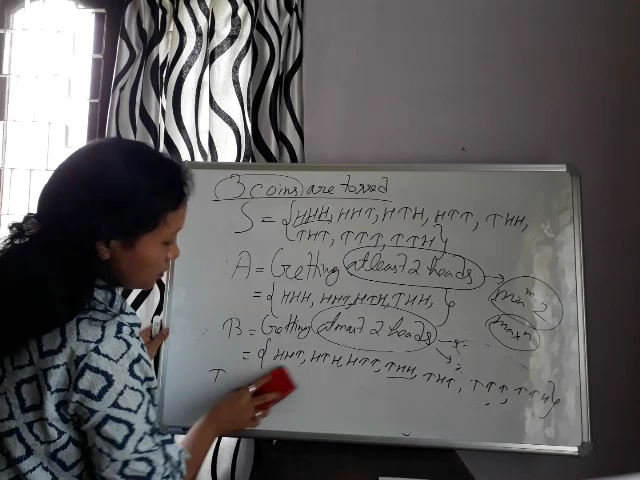 3 coins are tossed
S = { HHH, HHT, HTH, HTT, THH,
THT, TTT, TTH}
A = Getting atleast 2 heads
= { HHH, HHT, HTH, THH, }
min m 2
B = Getting atmost 2 heads
= { HHT, HTH, HTT, THH, THT, TTT, TTH}
T